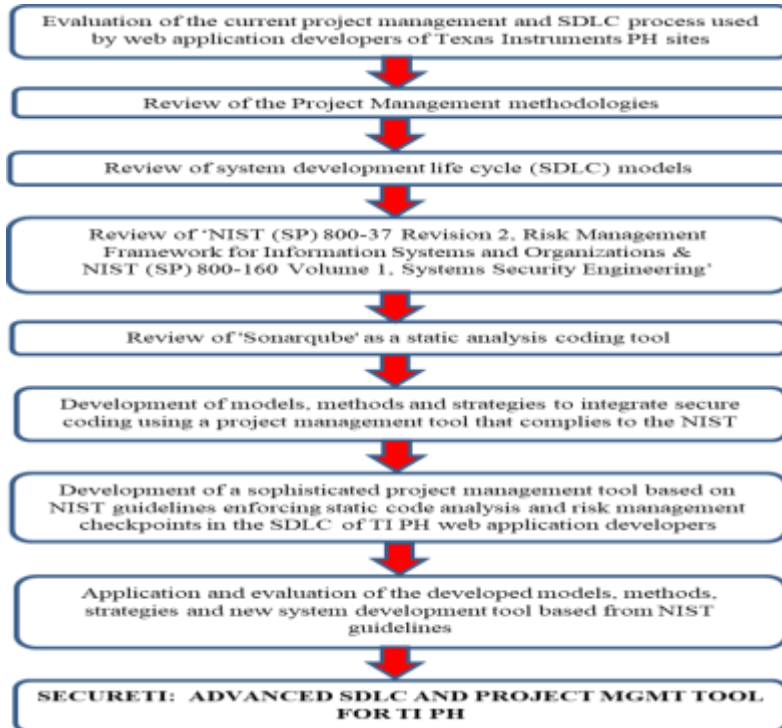 Evaluation of the current project management and SDLC process used
by web application developers of Texas Instruments PH sites
Review of the Project Management methodologies
Review of system development life cycle (SDLC) models
Review of ‘NIST (SP) 800-37 Revision 2, Risk Management
Framework for Information Systems and Organizations &
NIST (SP) 800-160 Volume 1, Systems Security Engineering’
Review of ‘Sonarqube’ as a static analysis coding tool
Development of models, methods and strategies to integrate secure
coding using a project management tool that complies to the NIST
Development of a sophisticated project management tool based on
NIST guidelines enforcing static code analysis and risk management
checkpoints in the SDLC of TI PH web application developers
Application and evaluation of the developed models, methods,
strategies and new system development tool based from NIST
guidelines
SECURETI: ADVANCED SDLC AND PROJECT MGMT TOOL
FOR TI PH